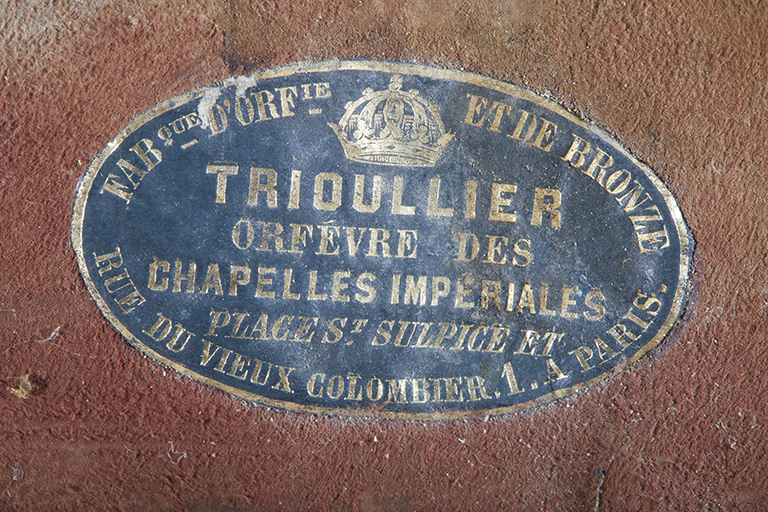 FABQUE D'ORFIE ET DE BRONZE
TRIOULLIER
ORFÉVRE DES
CHAPELLES IMPÉRIALES
PLACE ST SULPICE ET
RUE DU VIEUX COLOMBIER. 1. A PARIS.